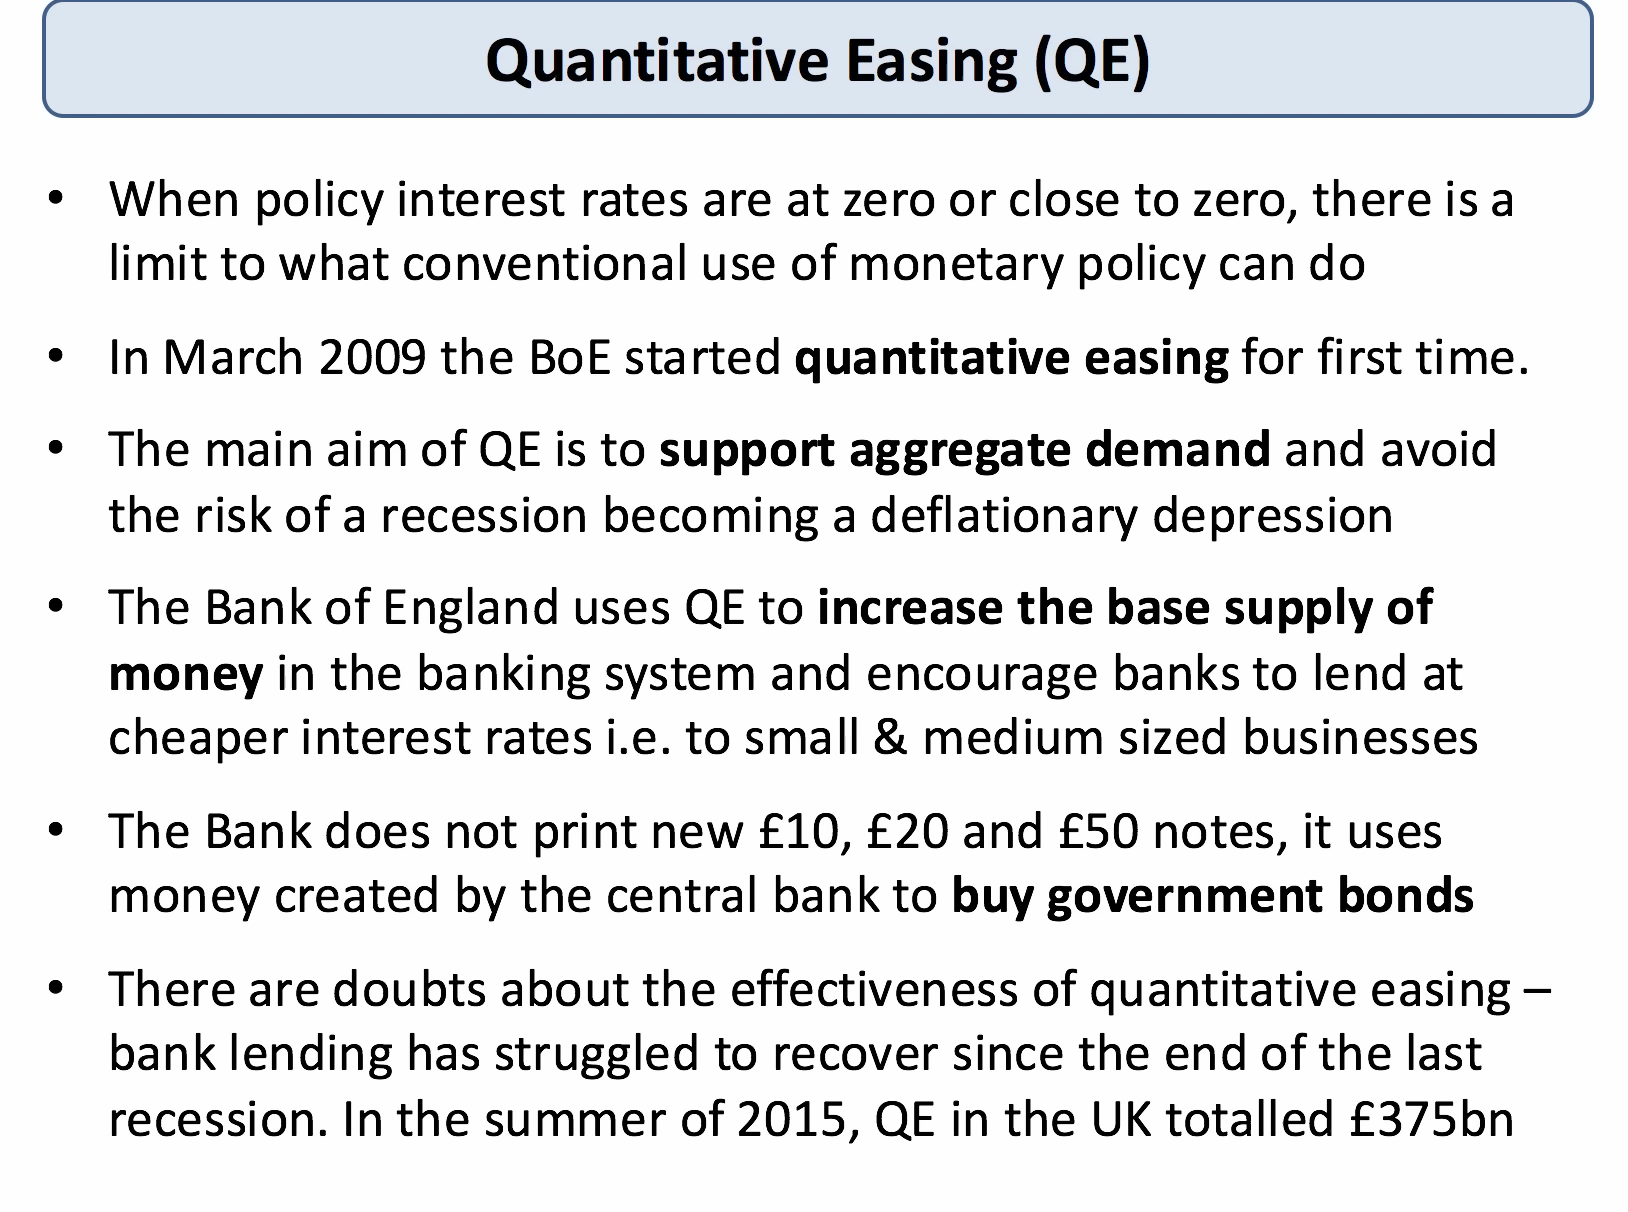 Quantitative Easing (QE)
• When policy interest rates are at zero or close to zero, there is a
limit to what conventional use of monetary policy can do
• In March 2009 the BoE started quantitative easing for first time.
• The main aim of QE is to support aggregate demand and avoid
the risk of a recession becoming a deflationary depression
• The Bank of England uses QE to increase the base supply of
money in the banking system and encourage banks to lend at
cheaper interest rates i.e. to small & medium sized businesses
• The Bank does not print new £10, £20 and £50 notes, it uses
money created by the central bank to buy government bonds
• There are doubts about the effectiveness of quantitative easing –
bank lending has struggled to recover since the end of the last
recession. In the summer of 2015, QE in the UK totalled £375bn